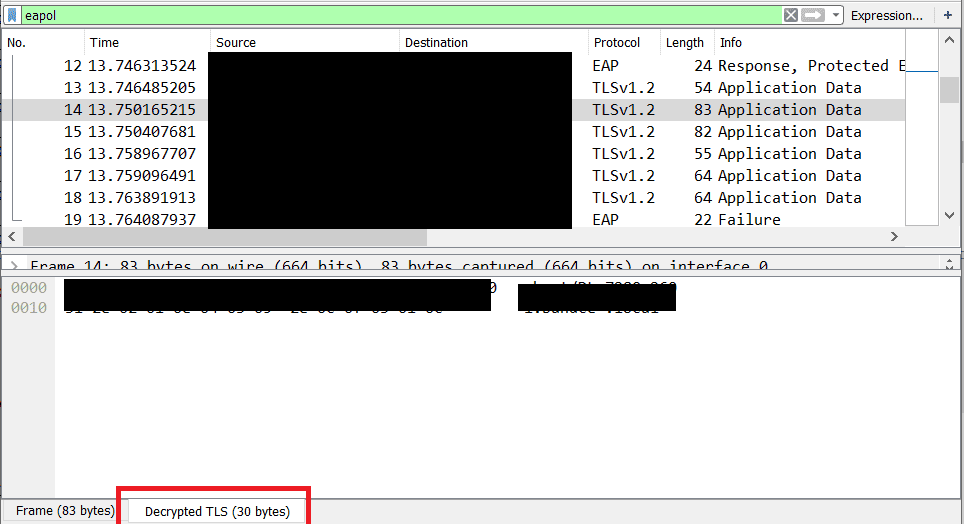 eapol Expression... +
No. Time Source Destination Protocol Length Info
12 13.746313524 EAP 24 Response, Protected E
13 13.746485205 TLSv1.2 54 Application Data
14 13.750165215 TLSv1.2 83 Application Data
15 13.750407681 TLSv1.2 82 Application Data
16 13.758967707 TLSv1.2 55 Application Data
17 13.759096491 TLSv1.2 64 Application Data
18 13.763891913 TLSv1.2 64 Application Data
19 13.764087937 EAP 22 Failure
Frame 14: 83 bytes on wire (664 bits), 83 bytes captured (664 bits) on interface 0
0000
0010
Frame (83 bytes) Decrypted TLS (30 bytes)